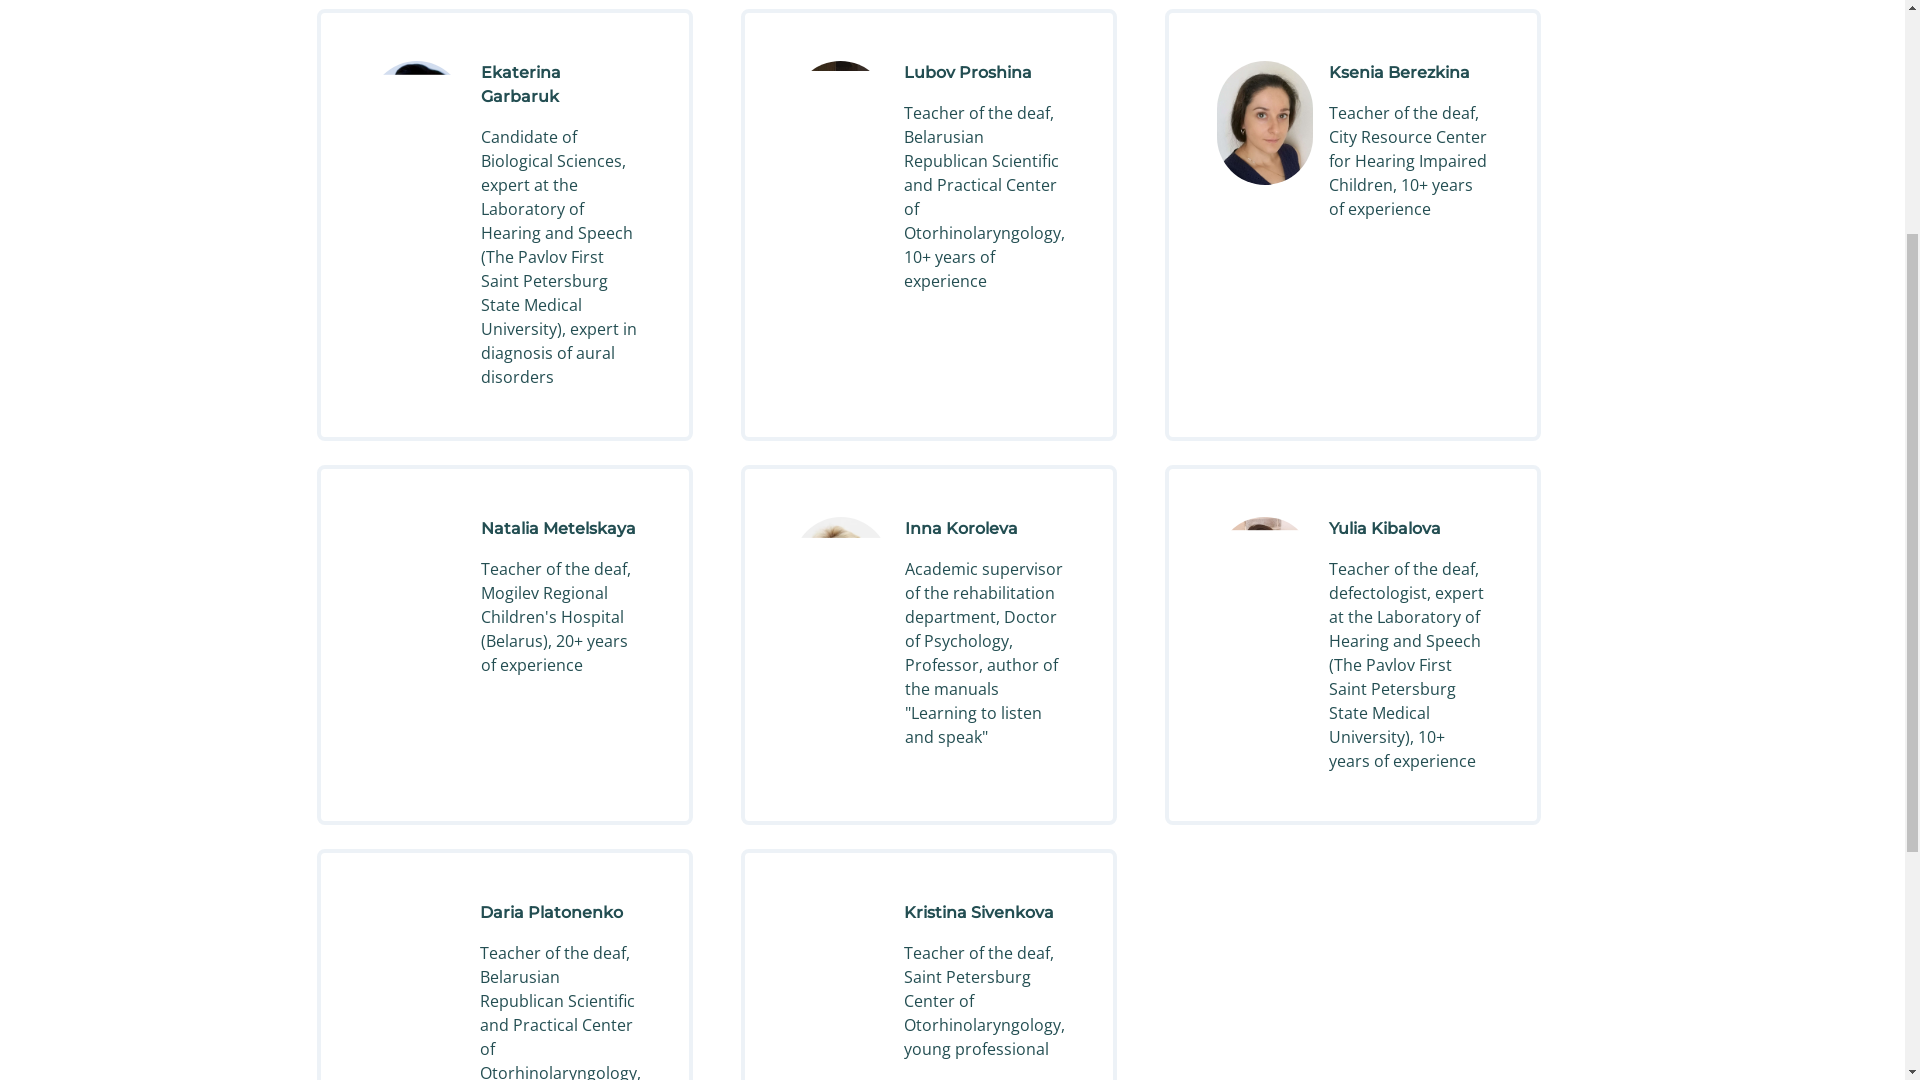 Ekaterina
Garbaruk
Candidate of
Biological Sciences,
expert at the
Laboratory of
Hearing and Speech
(The Pavlov First
Saint Petersburg
State Medical
University), expert in
diagnosis of aural
disorders
Lubov Proshina
Teacher of the deaf,
Belarusian
Republican Scientific
and Practical Center
of
Otorhinolaryngology,
10+ years of
experience
Ksenia Berezkina
Teacher of the deaf,
City Resource Center
for Hearing Impaired
Children, 10+ years
of experience
Natalia Metelskaya
Teacher of the deaf,
Mogilev Regional
Children's Hospital
(Belarus), 20+ years
of experience
Inna Koroleva
Academic supervisor
of the rehabilitation
department, Doctor
of Psychology,
Professor, author of
the manuals
"Learning to listen
and speak"
Yulia Kibalova
Teacher of the deaf,
defectologist, expert
at the Laboratory of
Hearing and Speech
(The Pavlov First
Saint Petersburg
State Medical
University), 10+
years of experience
Daria Platonenko
Teacher of the deaf,
Belarusian
Republican Scientific
and Practical Center
of
Otorhinolaryngology,
Kristina Sivenkova
Teacher of the deaf,
Saint Petersburg
Center of
Otorhinolaryngology,
young professional